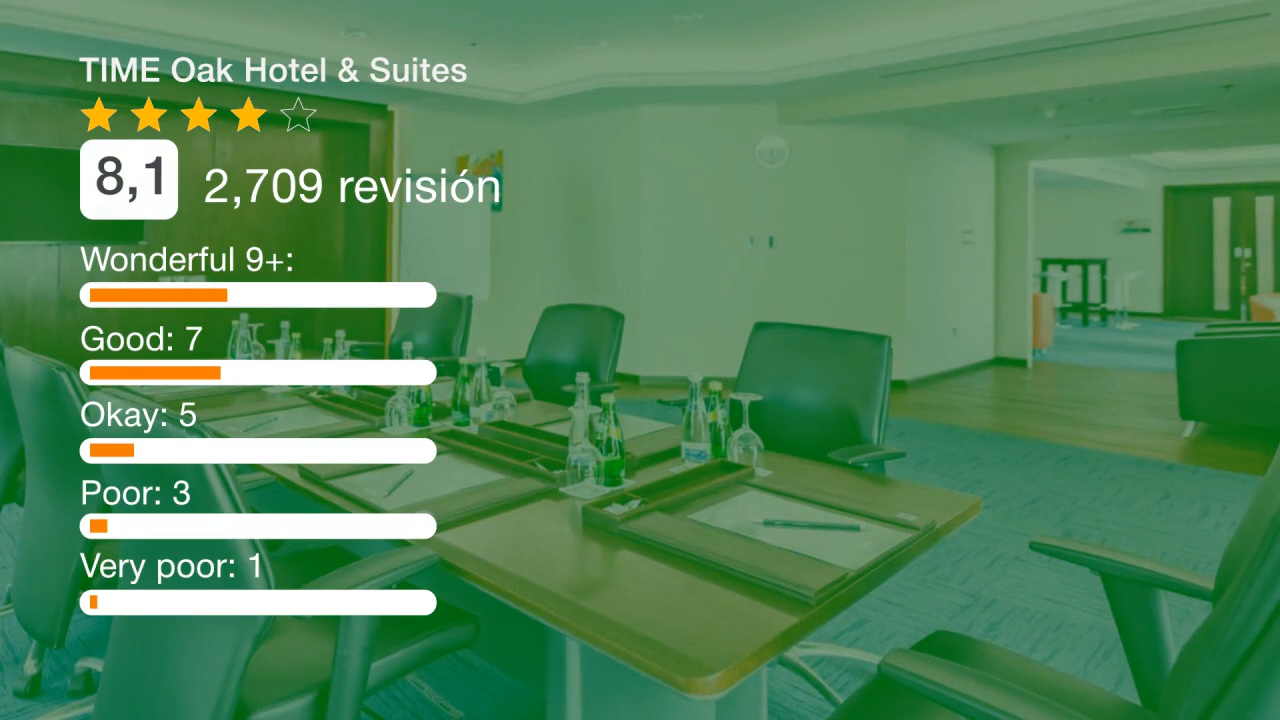 TIME Oak Hotel & Suites
8,1 2,709 revisión
Wonderful 9+:
Good: 7
Okay: 5
Poor: 3
Very poor: 1